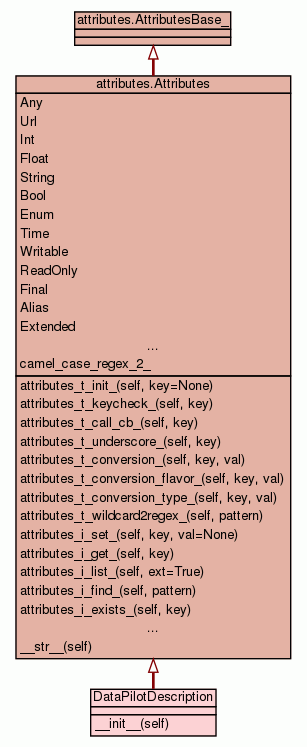 attributes.AttributesBase_
attributes.Attributes
Any
Url
Int
Float
String
Bool
Enum
Time
Writable
ReadOnly
Final
Alias
Extended
...
camel_case_regex_2_
attributes_t_init_(self, key=None)
attributes_t_keycheck_(self, key)
attributes_t_call_cb_(self, key)
attributes_t_underscore_(self, key)
attributes_t_conversion_(self, key, val)
attributes_t_conversion_flavor_(self, key, val)
attributes_t_conversion_type_(self, key, val)
attributes_t_wildcard2regex_(self, pattern)
attributes_i_set_(self, key, val=None)
attributes_i_get_(self, key)
attributes_i_list_(self, ext=True)
attributes_i_find_(self, pattern)
attributes_i_exists_(self, key)
...
__str__(self)
DataPilotDescription
__init__(self)